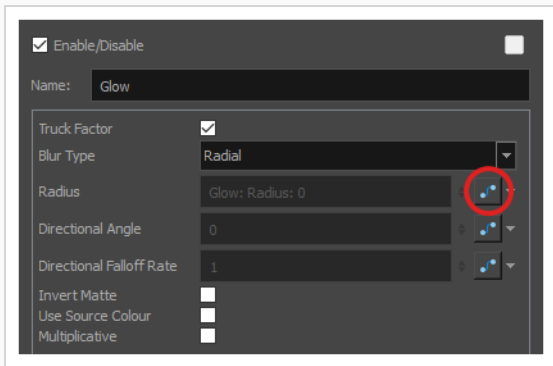 Enable/Disable
Name: Glow
Truck Factor
Blur Type Radial
Radius Glow: Radius: 0
Directional Angle 0
Directional Falloff Rate 1
Invert Matte
Use Source Colour
Multiplicative